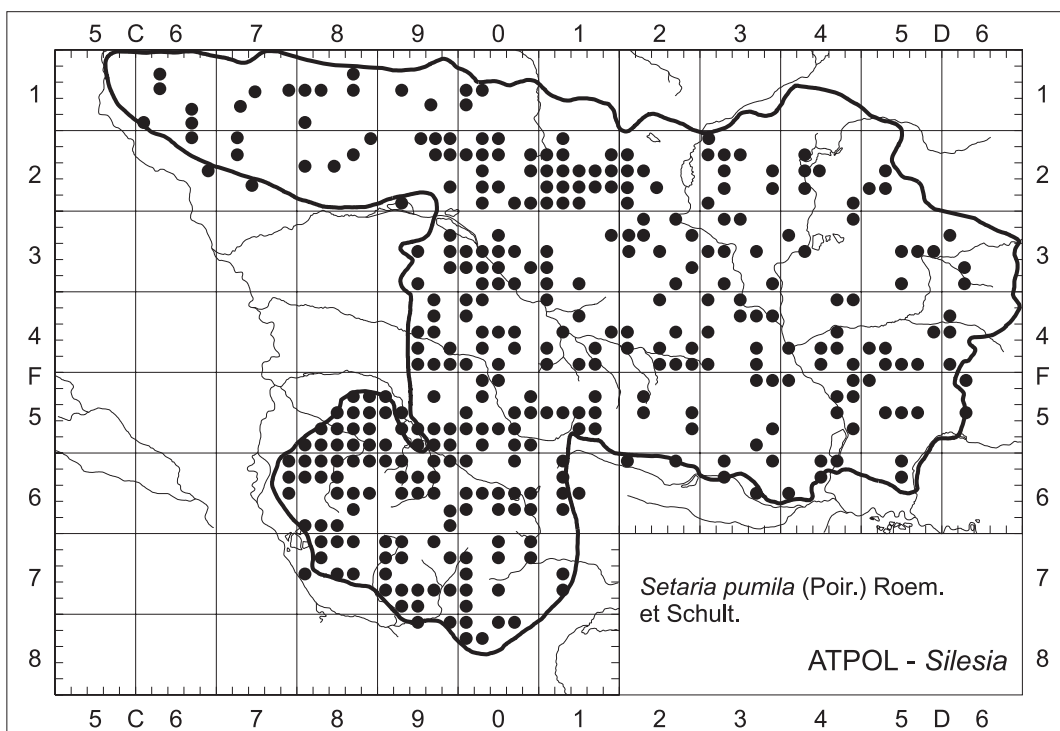 5 C 6 7 8 9 0 1 2 3 4 5 D 6
1 1
2 2
3 3
4 4
F F
5 5
6 6
7 7
Setaria pumila (Poir.) Roem.
et Schult.
ATPOL - Silesia
8 8
5 C 6 7 8 9 0 1 2 3 4 5 D 6